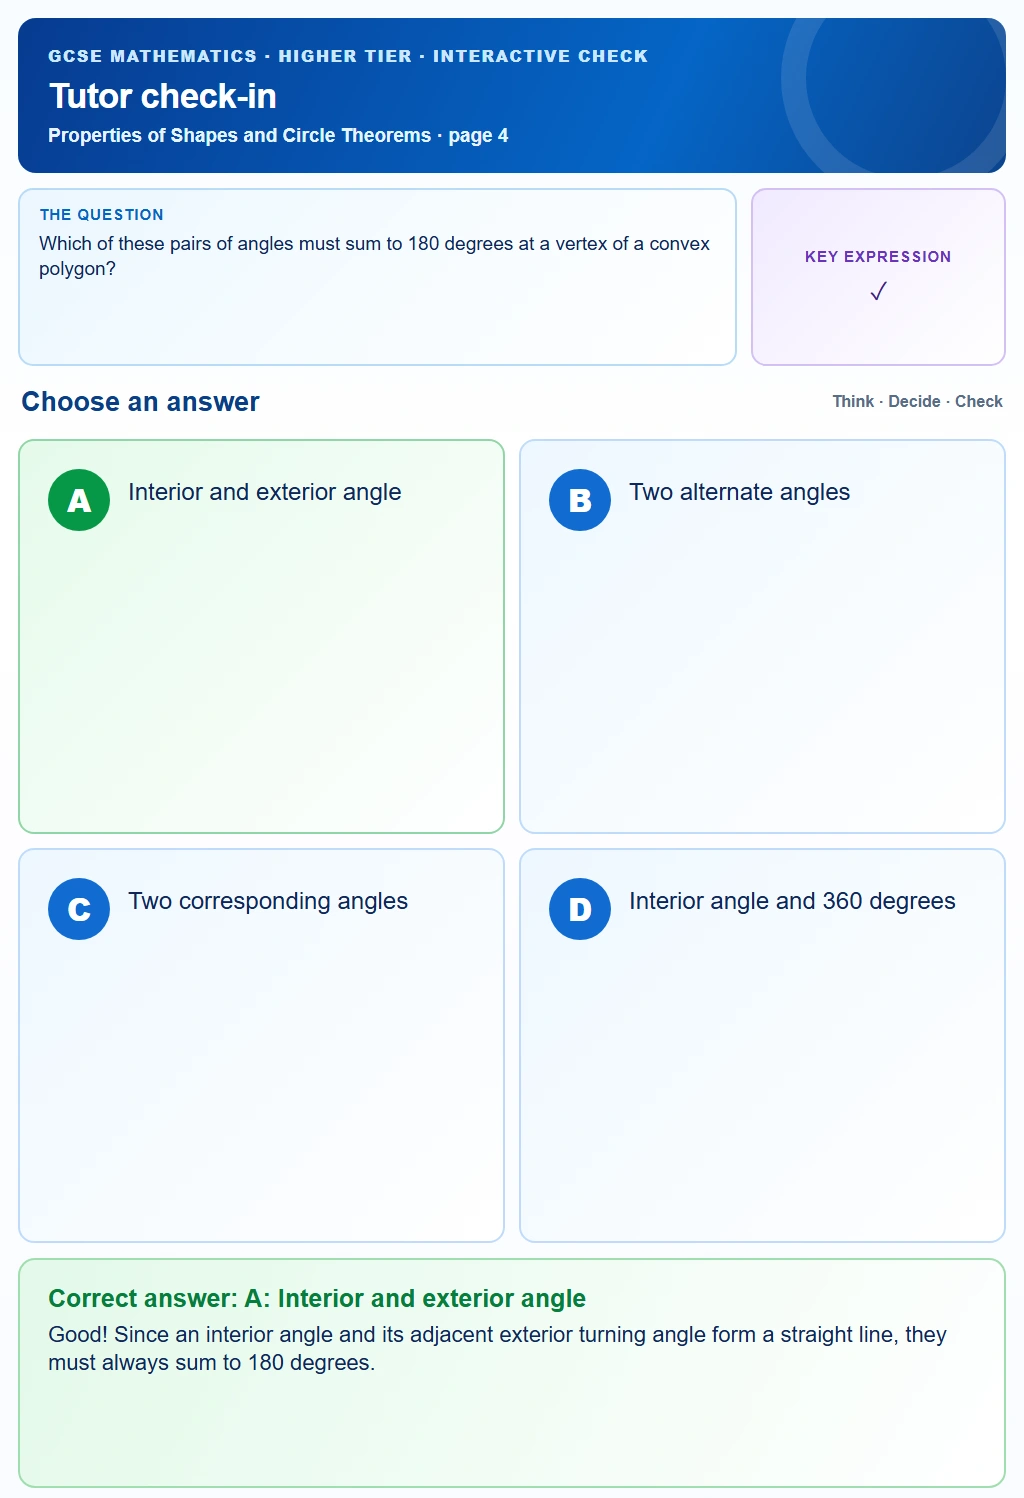 GCSE MATHEMATICS · HIGHER TIER · INTERACTIVE CHECK
Tutor check-in
Properties of Shapes and Circle Theorems · page 4
THE QUESTION
Which of these pairs of angles must sum to 180 degrees at a vertex of a convex
polygon?
KEY EXPRESSION
✓
Choose an answer
Think · Decide · Check
A Interior and exterior angle
B Two alternate angles
C Two corresponding angles
D Interior angle and 360 degrees
Correct answer: A: Interior and exterior angle
Good! Since an interior angle and its adjacent exterior turning angle form a straight line, they
must always sum to 180 degrees.